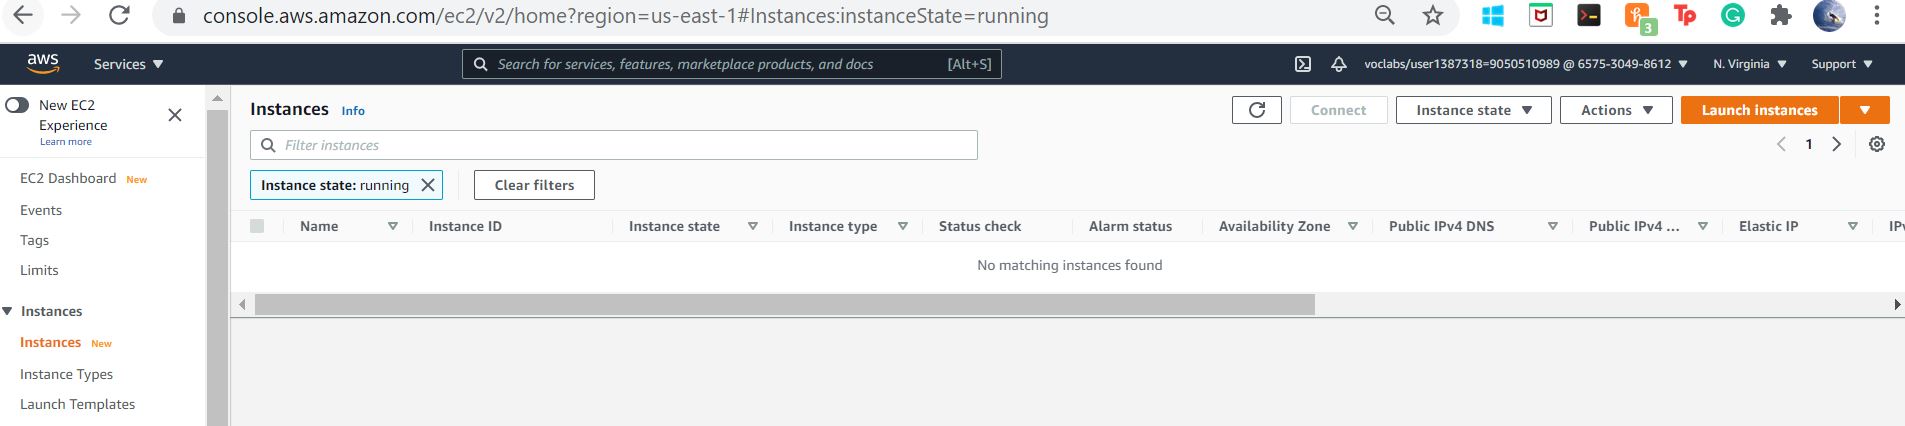 console.aws.amazon.com/ec2/v2/home?region=us-east-1#Instances:instanceState=running
3
Tp
aws Services Search for services, features, marketplace products, and docs [Alt+S] voclabs/user1387318=9050510989 @ 6575-3049-8612 N. Virginia Support
New EC2
Experience
Learn more
EC2 Dashboard New
Events
Tags
Limits
Instances
Instances New
Instance Types
Launch Templates
Instances Info Connect Instance state Actions Launch instances
Filter instances 1
Instance state: running Clear filters
Name Instance ID Instance state Instance type Status check Alarm status Availability Zone Public IPv4 DNS Public IPv4 ... Elastic IP IPv
No matching instances found